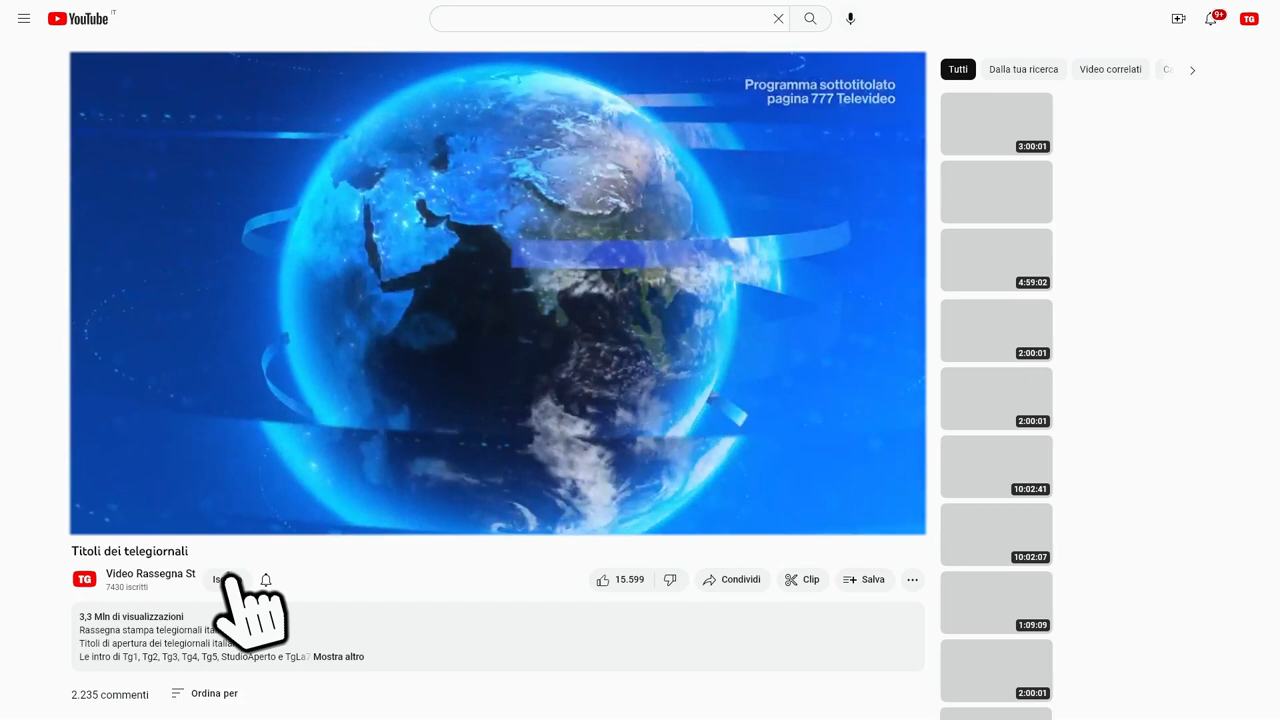 YouTube IT
9+
TG
Programma sottotitolato
pagina 777 Televideo
Tutti
Dalla tua ricerca
Video correlati
3:00:01
4:59:02
2:00:01
2:00:01
10:02:41
10:02:07
1:09:09
2:00:01
Titoli dei telegiornali
TG
Video Rassegna St
7430 iscritti
15.599
Condividi
Clip
Salva
3,3 Mln di visualizzazioni
Rassegna stampa telegiornali
Titoli di apertura dei telegiornali
Le intro di Tg1, Tg2, Tg3, Tg4, Tg5, StudioAperto e TgLa7 Mostra altro
2.235 commenti
Ordina per